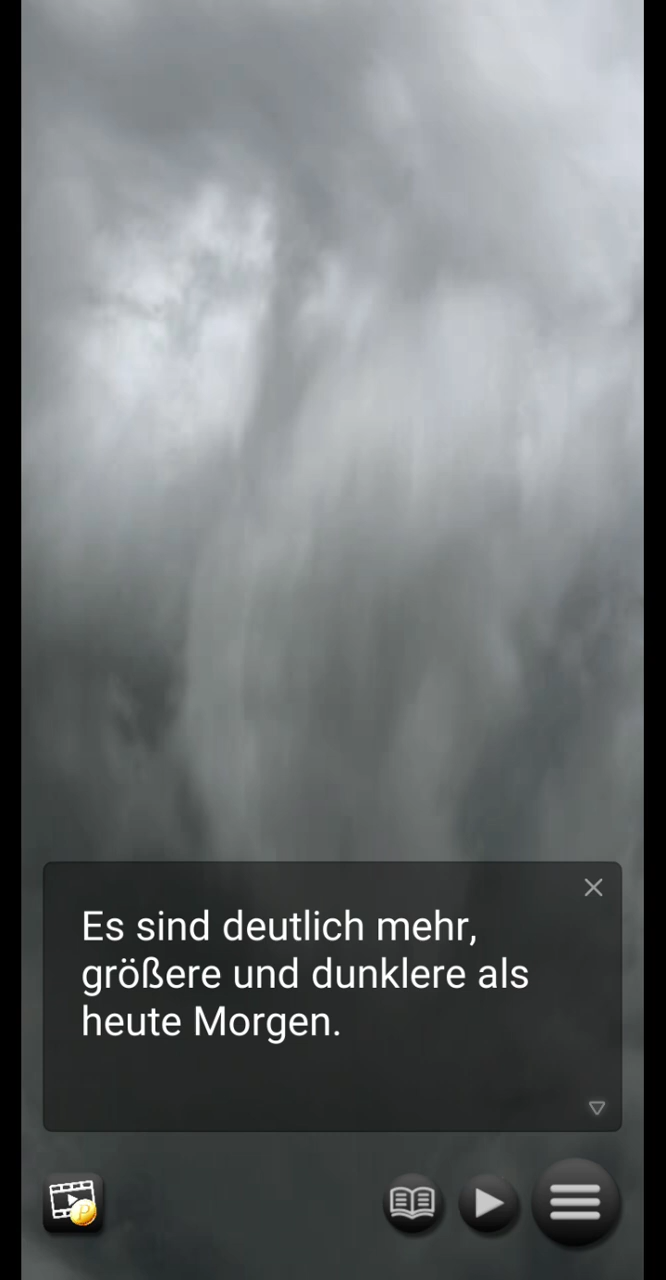 Es sind deutlich mehr,
größere und dunklere als
heute Morgen.
P